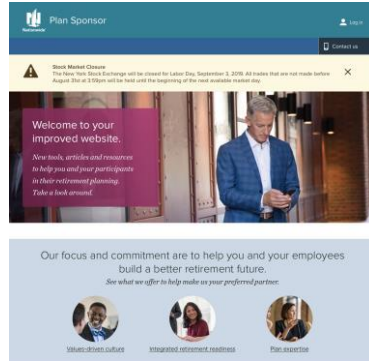 Nationwide
Plan Sponsor
Log in
Contact us
Stock Market Closure
The New York Stock Exchange will be closed for Labor Day, September 3, 2018. All trades that are not made before
August 31st at 3:59pm will be held until the beginning of the next available market day.
Welcome to your
improved website.
New tools, articles and resources
to help you and your participants
in their retirement planning.
Take a look around.
Our focus and commitment are to help you and your employees
build a better retirement future.
See what we offer to help make us your preferred partner.
Values-driven culture
Integrated retirement readiness
Plan expertise